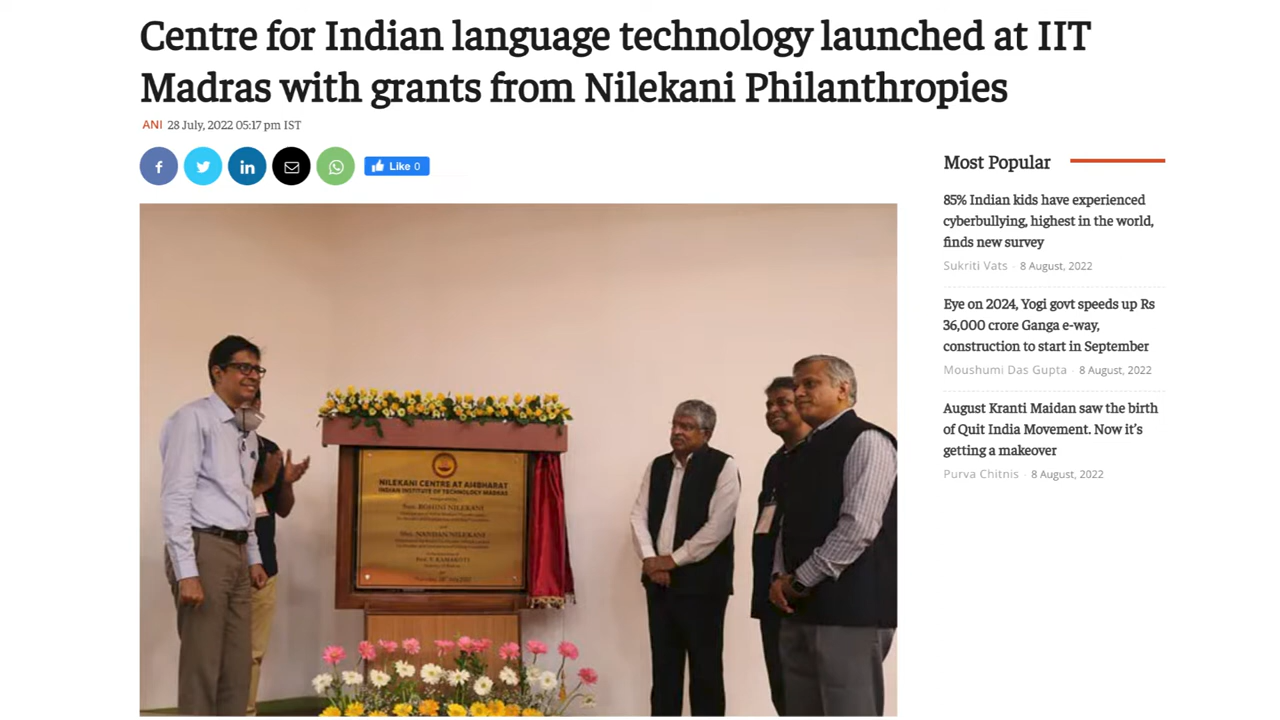 Centre for Indian language technology launched at IIT
Madras with grants from Nilekani Philanthropies
ANI 28 July, 2022 05:17 pm IST
Like 0
Most Popular
85% Indian kids have experienced
cyberbullying, highest in the world,
finds new survey
Sukriti Vats - 8 August, 2022
Eye on 2024, Yogi govt speeds up Rs
36,000 crore Ganga e-way,
construction to start in September
Moushumi Das Gupta - 8 August, 2022
August Kranti Maidan saw the birth
of Quit India Movement. Now it's
getting a makeover
Purva Chitnis - 8 August, 2022
NILEKANI CENTRE AT AI4BHARAT
INDIAN INSTITUTE OF TECHNOLOGY MADRAS
ROHINI NILEKANI
and
NANDAN NILEKANI
V. KAMAKOTI